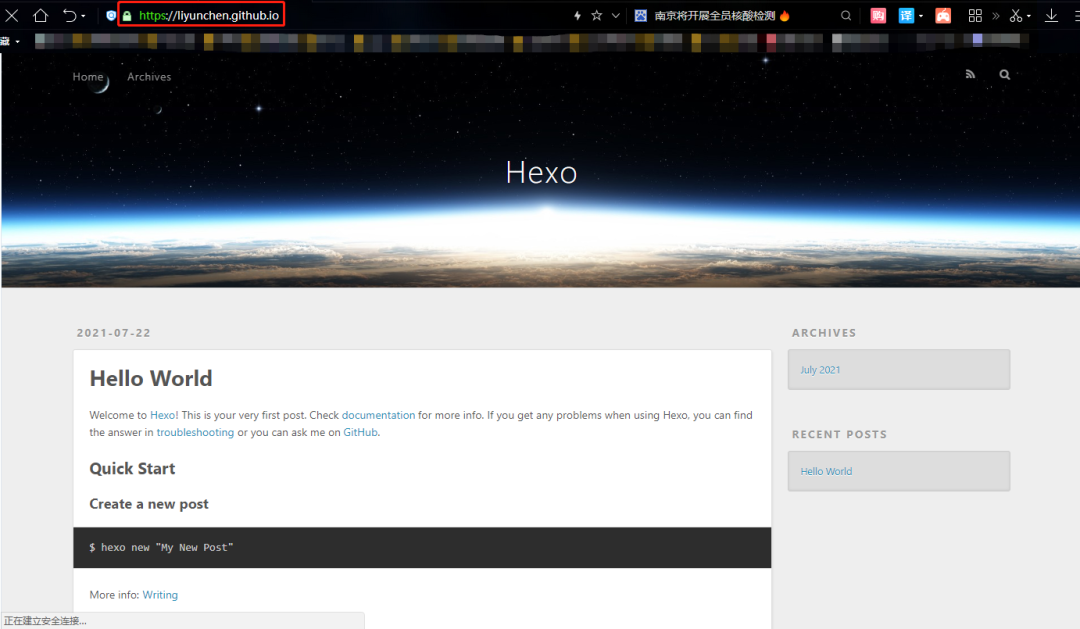 https://liyunchen.github.io
南京将开展全员核酸检测
购
译
藏
Home Archives
Hexo
2021-07-22
Hello World
Welcome to Hexo! This is your very first post. Check documentation for more info. If you get any problems when using Hexo, you can find
the answer in troubleshooting or you can ask me on GitHub.
Quick Start
Create a new post
$ hexo new "My New Post"
More info: Writing
ARCHIVES
July 2021
RECENT POSTS
Hello World
正在建立安全连接...